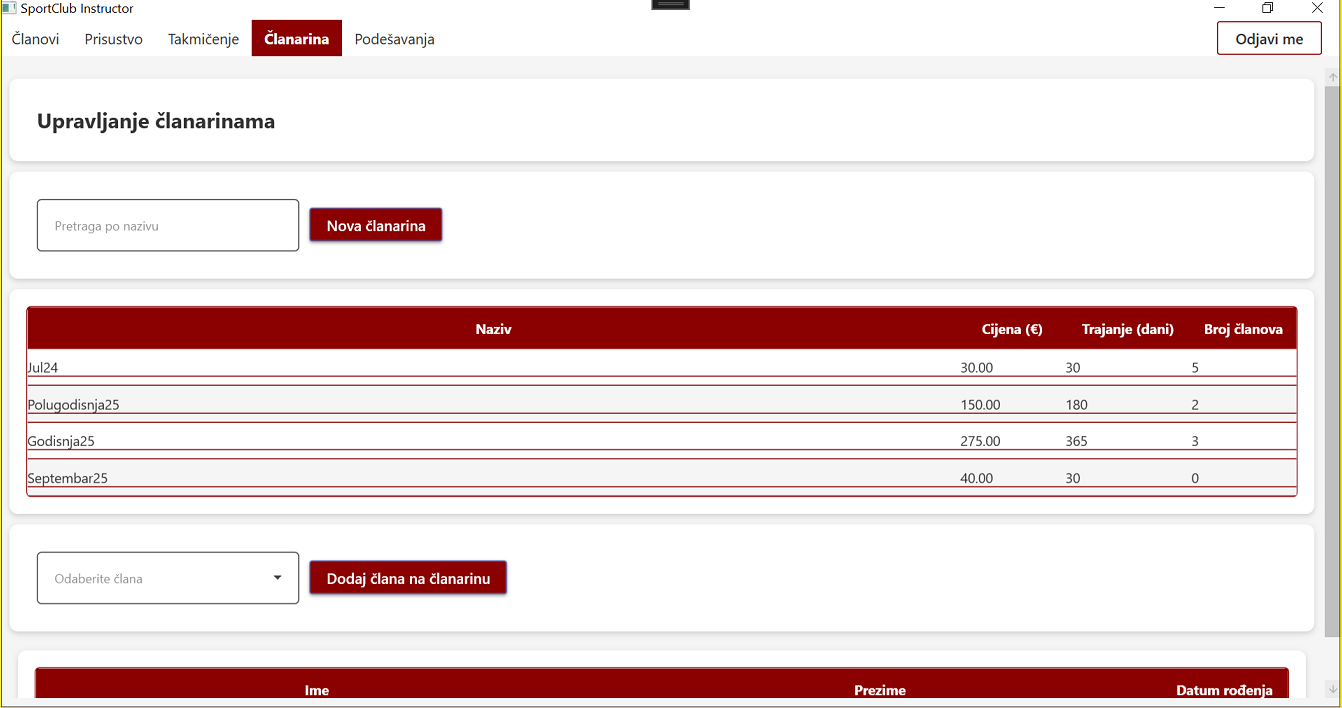 SportClub Instructor
Članovi Prisustvo Takmičenje Članarina Podešavanja Odjavi me
Upravljanje članarinama
Pretraga po nazivu Nova članarina
Naziv Cijena (€) Trajanje (dani) Broj članova
Jul24 30.00 30 5
Polugodisnja25 150.00 180 2
Godisnja25 275.00 365 3
Septembar25 40.00 30 0
Odaberite člana Dodaj člana na članarinu
Ime Prezime Datum rođenja